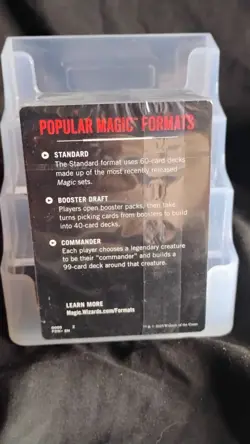 POPULAR MAGIC™ FORMATS
STANDARD
The Standard format uses 60-card decks
made up of the most recently released
Magic sets.
BOOSTER DRAFT
Players open booster packs, then take
turns picking cards from boosters to build
into 40-card decks.
COMMANDER
Each player chooses a legendary creature
to be their "commander" and builds a
99-card deck around that creature.
LEARN MORE
Magic.Wizards.com/Formats